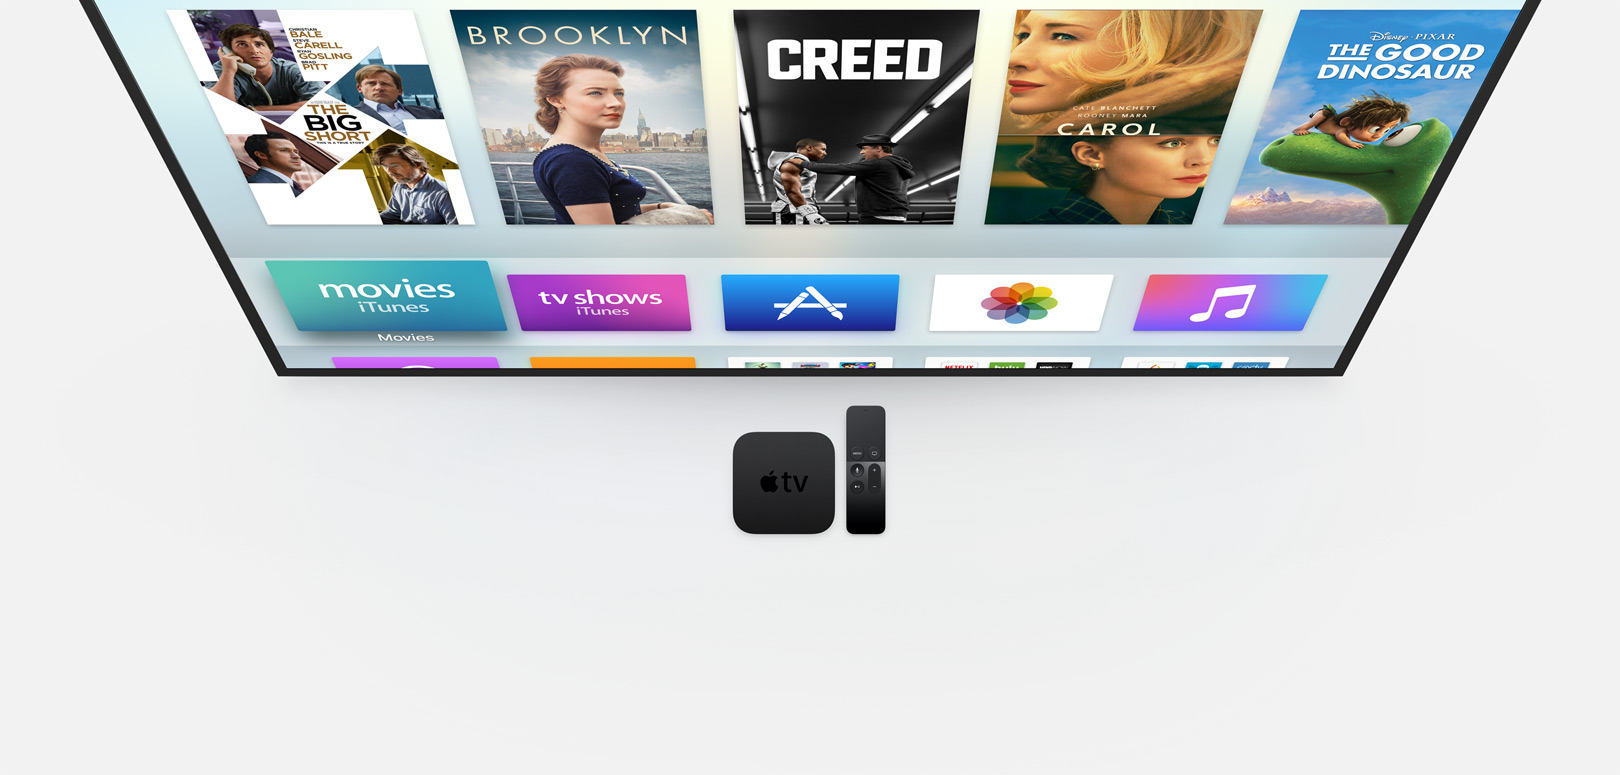 CHRISTIAN
BALE
STEVE
CARELL
RYAN
GOSLING
BRAD
PITT
THE
BIG
SHORT
THIS IS A TRUE STORY
BROOKLYN
CREED
CATE BLANCHETT
ROONEY MARA
CAROL
Disney · PIXAR
THE GOOD
DINOSAUR
movies
iTunes
tv shows
iTunes
Movies
NETFLIX
hulu
tv
MENU